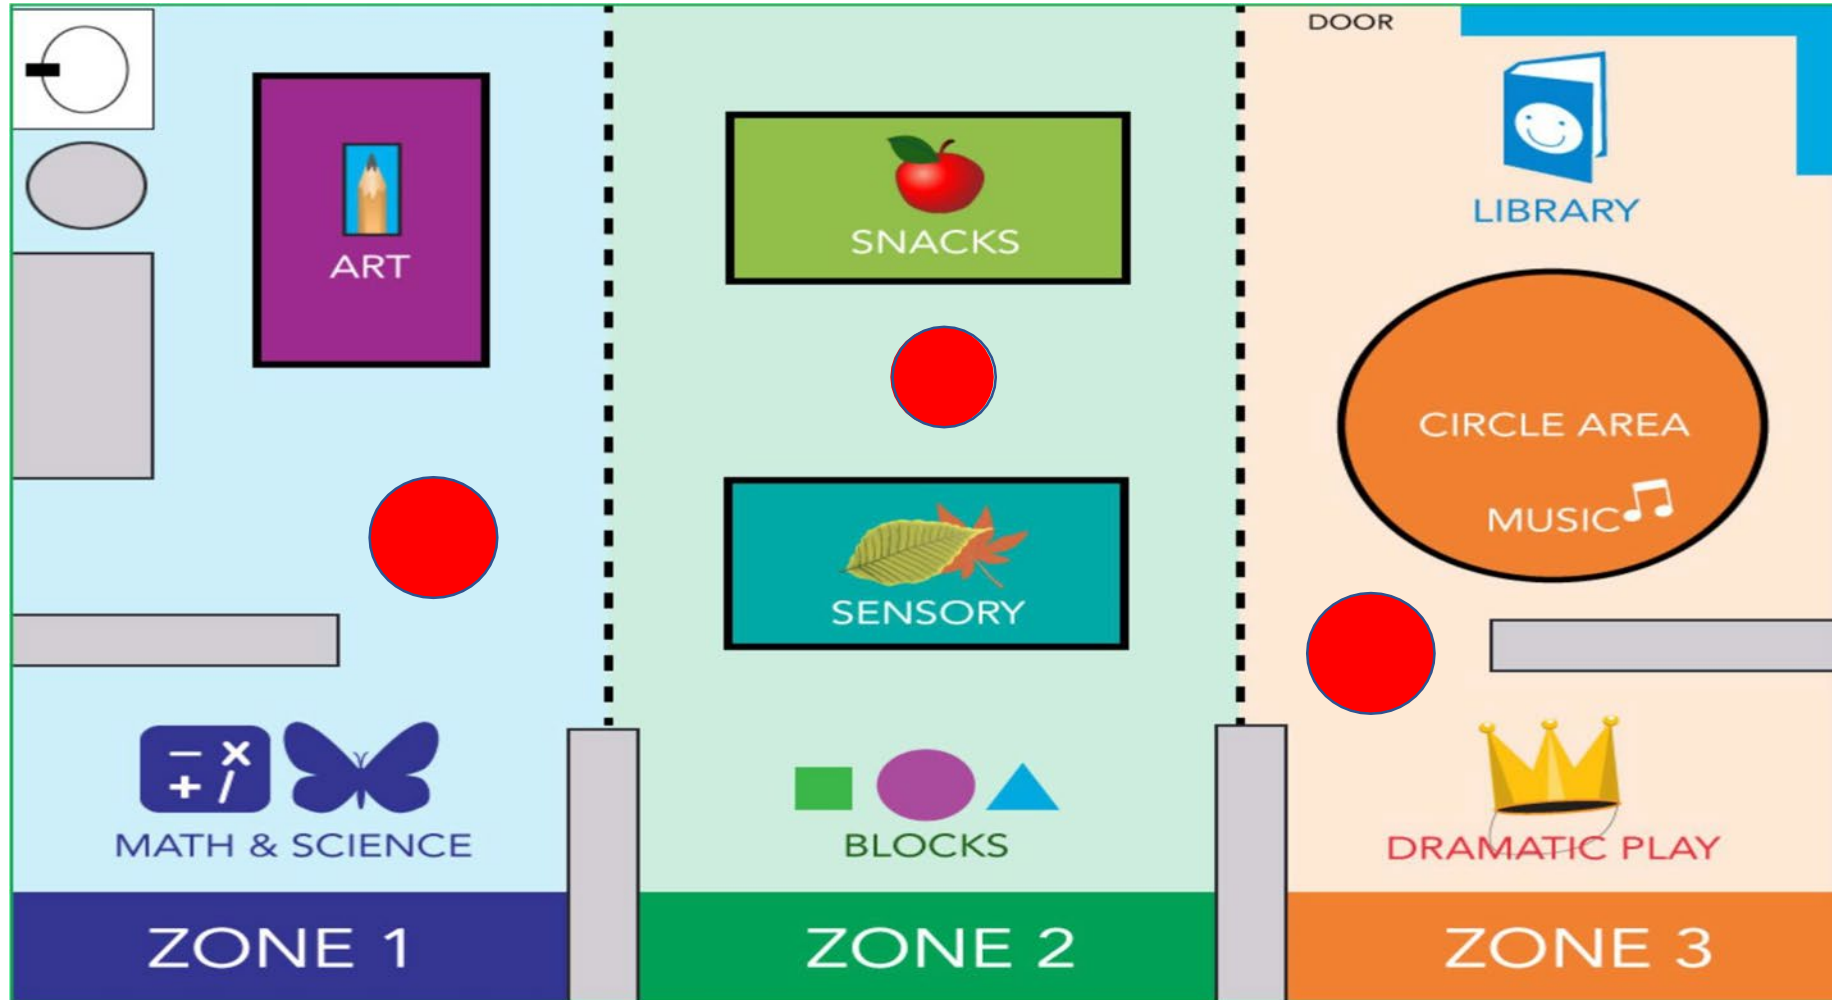 DOOR
ART
SNACKS
LIBRARY
CIRCLE AREA
MUSIC
SENSORY
− x
+ /
MATH & SCIENCE
BLOCKS
DRAMATIC PLAY
ZONE 1
ZONE 2
ZONE 3